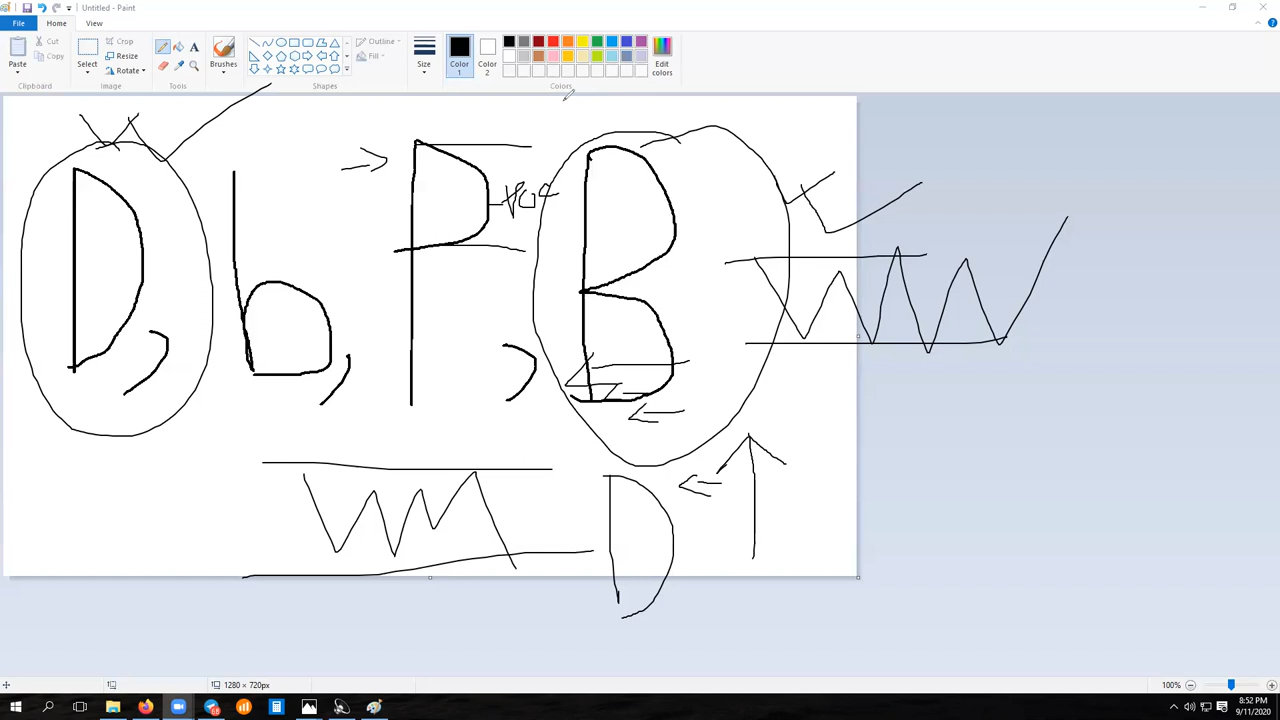 Untitled - Paint
File Home View
Paste Cut Copy Clipboard
Select Crop Resize Rotate Image
A Tools
Brushes
Outline Fill Shapes
Size
Color 1 Color 2 Edit colors Colors
D, b, P, B
D
1280 × 720px 100%
8:52 PM
9/11/2020